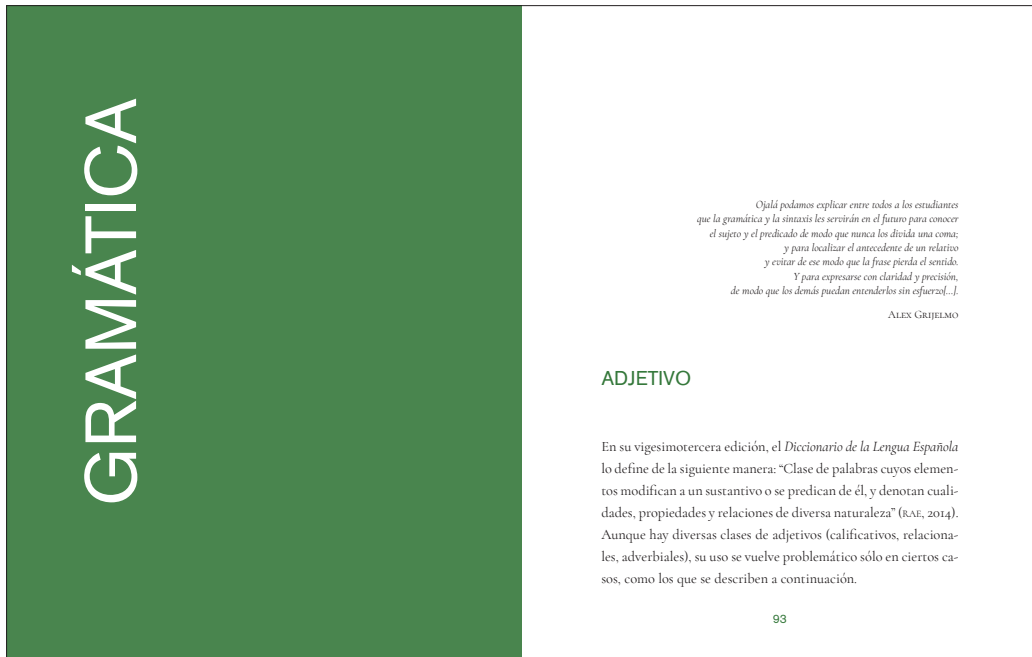 GRAMÁTICA
Ojalá podamos explicar entre todos a los estudiantes
que la gramática y la sintaxis les servirán en el futuro para conocer
el sujeto y el predicado de modo que nunca los divida una coma;
y para localizar el antecedente de un relativo
y evitar de ese modo que la frase pierda el sentido.
Y para expresarse con claridad y precisión,
de modo que los demás puedan entenderlos sin esfuerzo[...].
Alex Grijelmo
ADJETIVO
En su vigesimotercera edición, el Diccionario de la Lengua Española
lo define de la siguiente manera: “Clase de palabras cuyos elemen-
tos modifican a un sustantivo o se predican de él, y denotan cuali-
dades, propiedades y relaciones de diversa naturaleza” (RAE, 2014).
Aunque hay diversas clases de adjetivos (calificativos, relaciona-
les, adverbiales), su uso se vuelve problemático sólo en ciertos ca-
sos, como los que se describen a continuación.
93